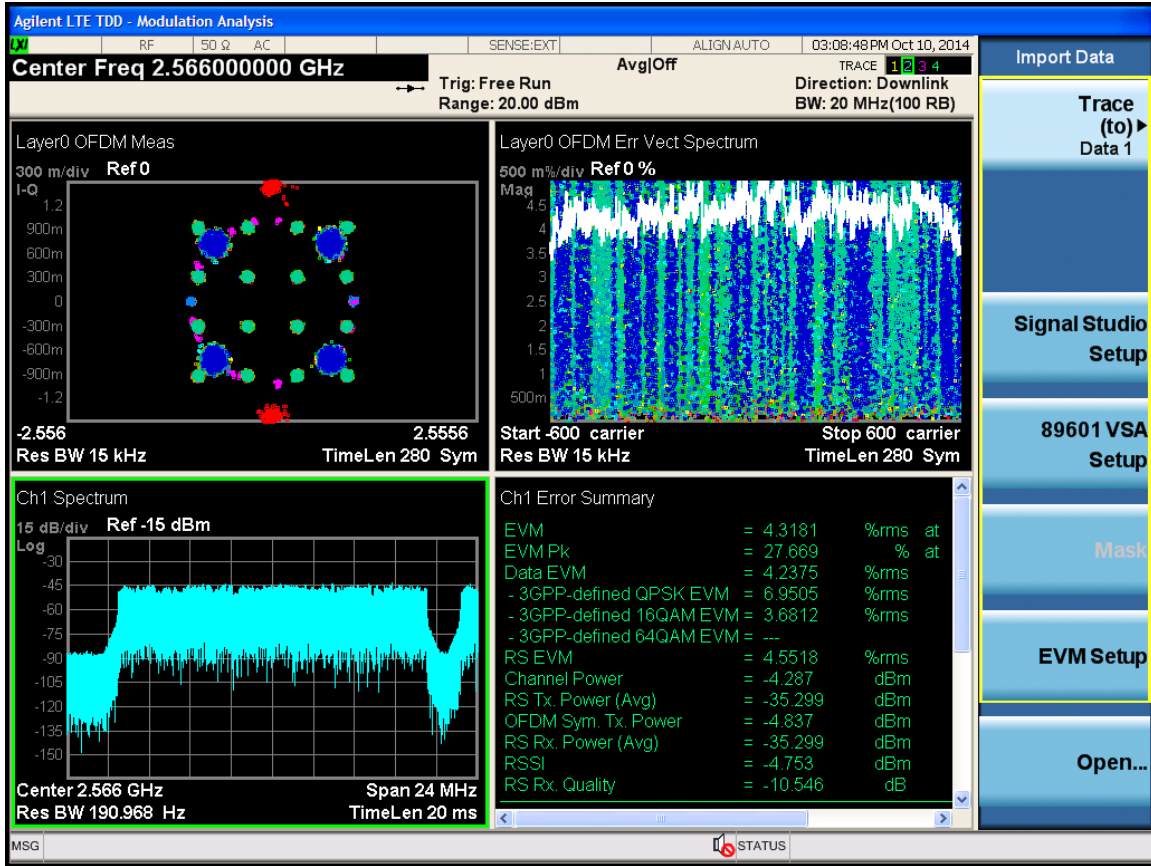 Agilent LTE TDD - Modulation Analysis
LXI RF 50 Ω AC SENSE:EXT ALIGN AUTO 03:08:48 PM Oct 10, 2014
Center Freq 2.566000000 GHz
Avg|Off
TRACE 1 2 3 4
Trig: Free Run
Direction: Downlink
Range: 20.00 dBm
BW: 20 MHz(100 RB)
Layer0 OFDM Meas
300 m/div Ref 0
I-Q
1.2
900m
600m
300m
0
-300m
-600m
-900m
-1.2
-2.556 2.5556
Res BW 15 kHz TimeLen 280 Sym
Layer0 OFDM Err Vect Spectrum
500 m%/div Ref 0 %
Mag
4.5
4
3.5
3
2.5
2
1.5
1
500m
Start -600 carrier Stop 600 carrier
Res BW 15 kHz TimeLen 280 Sym
Ch1 Spectrum
15 dB/div Ref -15 dBm
Log
-30
-45
-60
-75
-90
-105
-120
-135
-150
Center 2.566 GHz Span 24 MHz
Res BW 190.968 Hz TimeLen 20 ms
Ch1 Error Summary
EVM = 4.3181 %rms at
EVM Pk = 27.669 % at
Data EVM = 4.2375 %rms
- 3GPP-defined QPSK EVM = 6.9505 %rms
- 3GPP-defined 16QAM EVM = 3.6812 %rms
- 3GPP-defined 64QAM EVM = ---
RS EVM = 4.5518 %rms
Channel Power = -4.287 dBm
RS Tx. Power (Avg) = -35.299 dBm
OFDM Sym. Tx. Power = -4.837 dBm
RS Rx. Power (Avg) = -35.299 dBm
RSSI = -4.753 dBm
RS Rx. Quality = -10.546 dB
Import Data
Trace
(to)
Data 1
Signal Studio
Setup
89601 VSA
Setup
Mask
EVM Setup
Open...
MSG STATUS